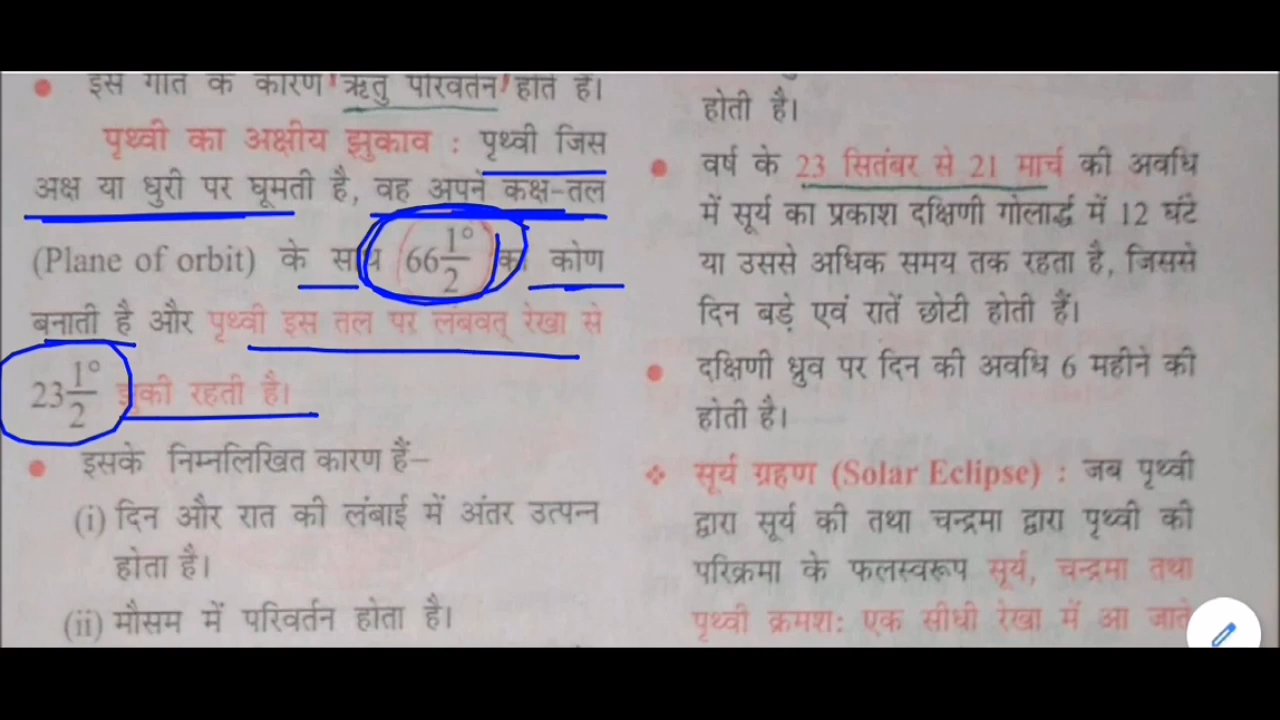 इस गति के कारण 'ऋतु परिवर्तन' होते हैं।
पृथ्वी का अक्षीय झुकाव : पृथ्वी जिस
अक्ष या धुरी पर घूमती है, वह अपने कक्ष-तल
(Plane of orbit) के साथ 66 1/2° का कोण
बनाती है और पृथ्वी इस तल पर लंबवत् रेखा से
23 1/2° झुकी रहती है।
इसके निम्नलिखित कारण हैं–
(i) दिन और रात की लंबाई में अंतर उत्पन्न
होता है।
(ii) मौसम में परिवर्तन होता है।
होती है।
वर्ष के 23 सितंबर से 21 मार्च की अवधि
में सूर्य का प्रकाश दक्षिणी गोलार्द्ध में 12 घंटे
या उससे अधिक समय तक रहता है, जिससे
दिन बड़े एवं रातें छोटी होती हैं।
दक्षिणी ध्रुव पर दिन की अवधि 6 महीने की
होती है।
सूर्य ग्रहण (Solar Eclipse) : जब पृथ्वी
द्वारा सूर्य की तथा चन्द्रमा द्वारा पृथ्वी की
परिक्रमा के फलस्वरूप सूर्य, चन्द्रमा तथा
पृथ्वी क्रमश: एक सीधी रेखा में आ जाते